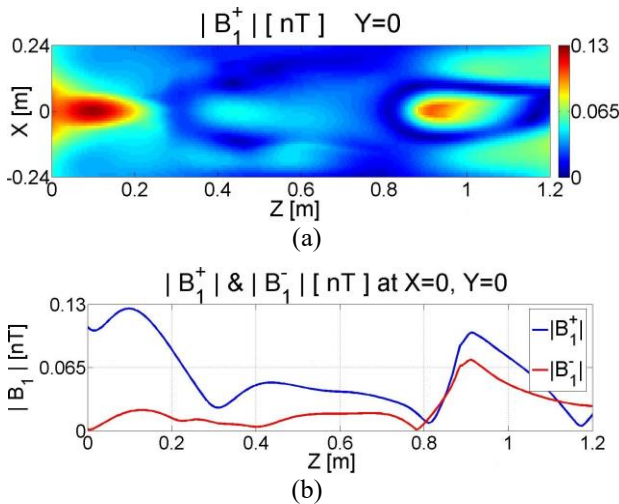 | B₁⁺ | [ nT ] Y=0
0.24
0
-0.24
X [m]
0 0.2 0.4 0.6 0.8 1 1.2
Z [m]
0.13
0.065
0
(a)
| B₁⁺ | & | B₁⁻ | [ nT ] at X=0, Y=0
0.13
0.065
0
| B₁ | [nT]
|B₁⁺|
|B₁⁻|
0 0.2 0.4 0.6 0.8 1 1.2
Z [m]
(b)